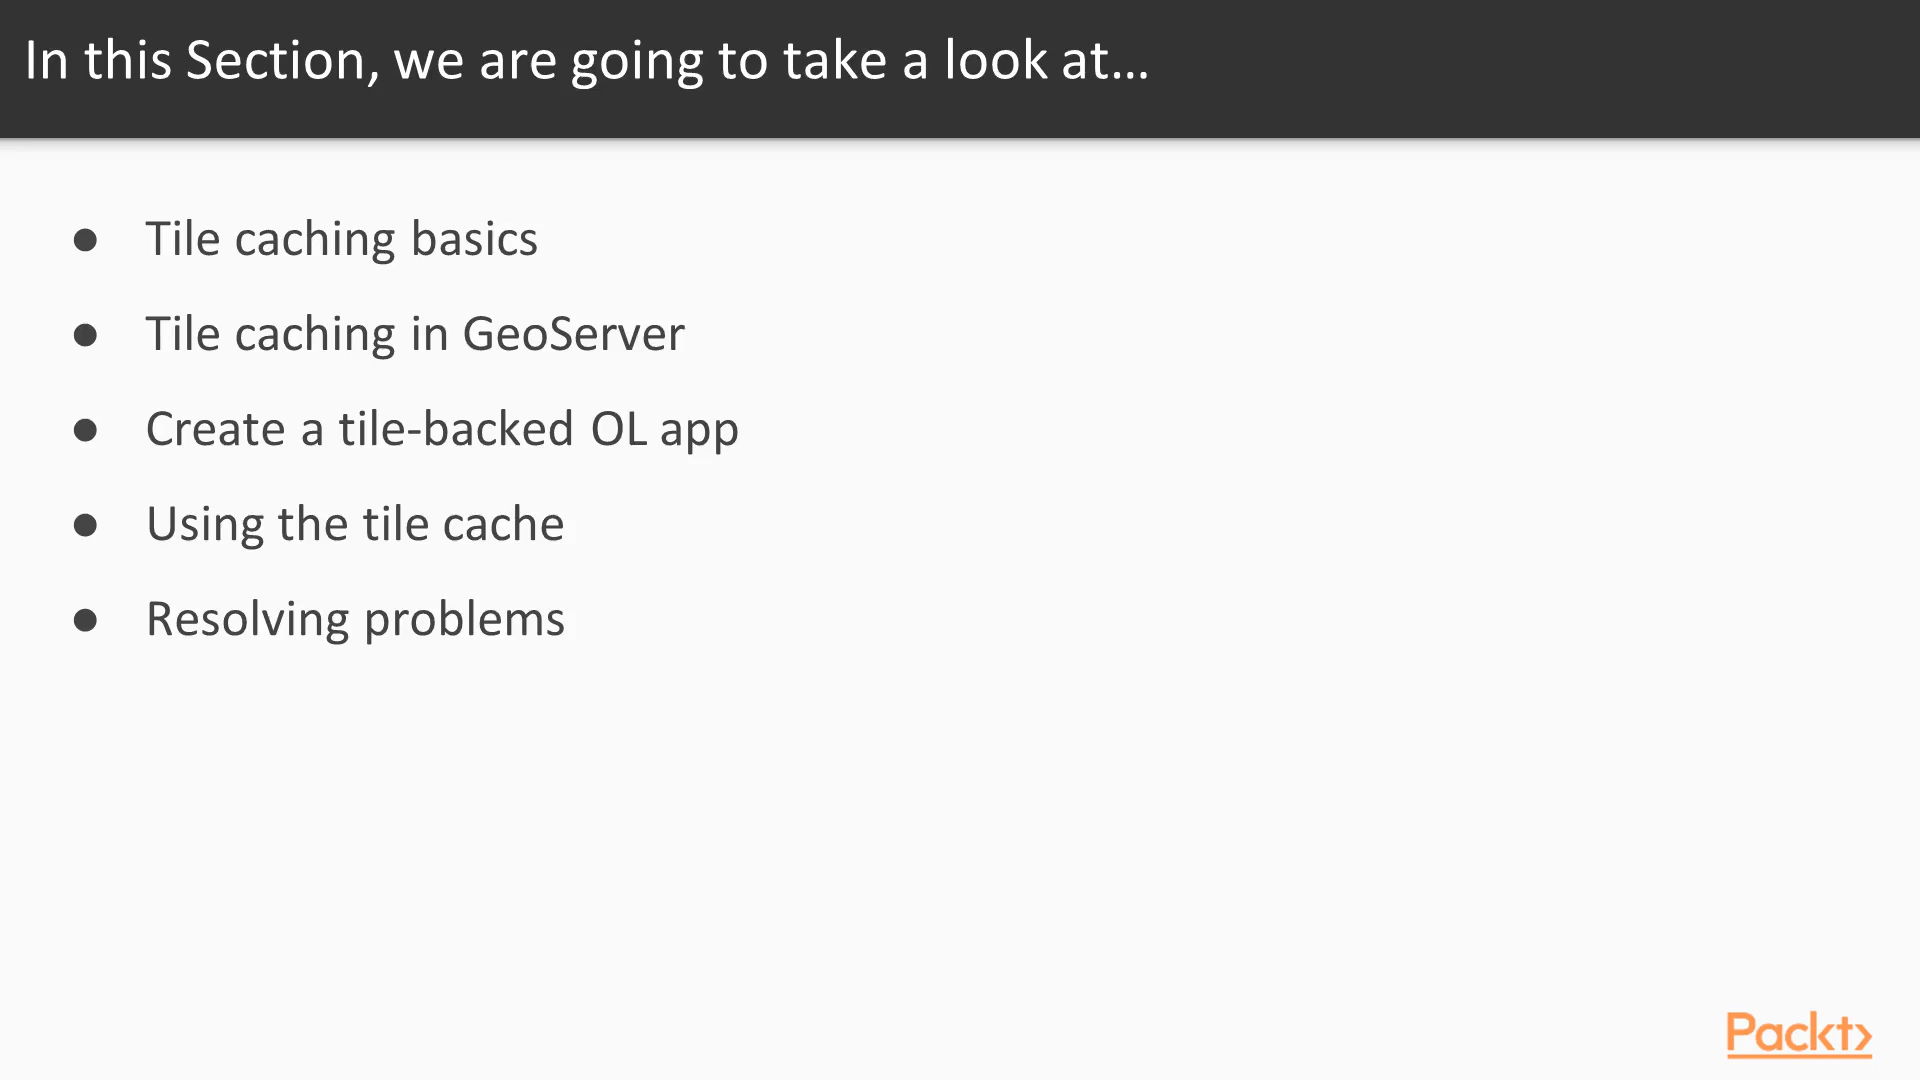 In this Section, we are going to take a look at…
● Tile caching basics
● Tile caching in GeoServer
● Create a tile-backed OL app
● Using the tile cache
● Resolving problems
Packt>